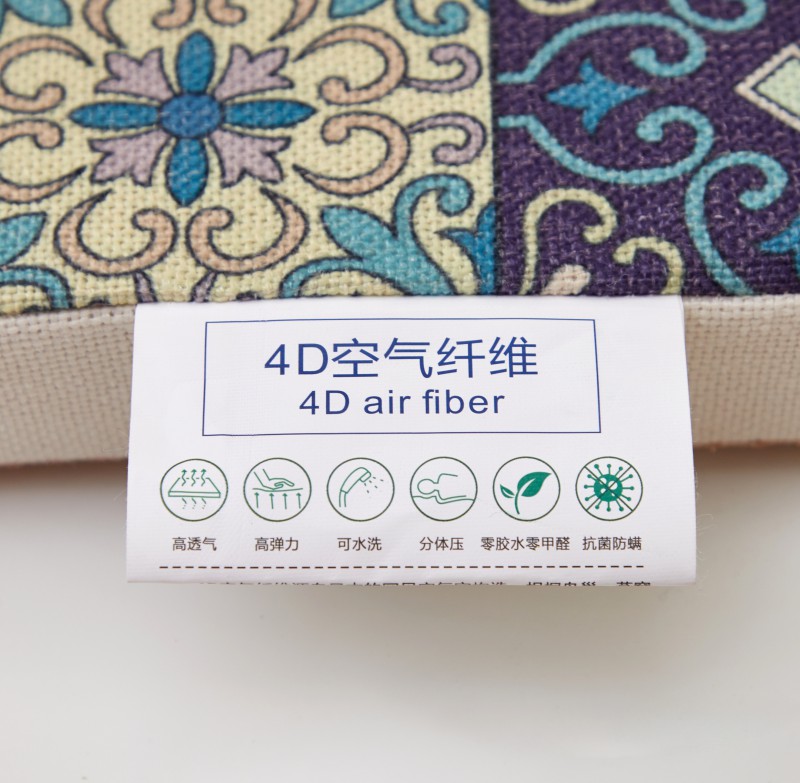 4D空气纤维
4D air fiber
高透气 高弹力 可水洗 分体压 零胶水零甲醛 抗菌防螨